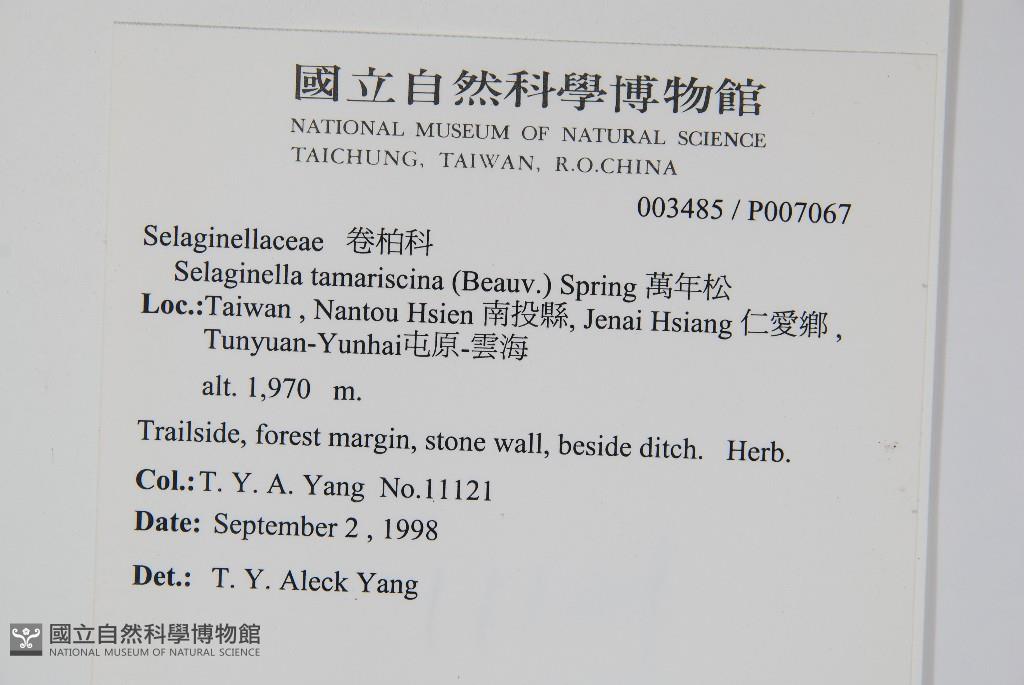 國立自然科學博物館
NATIONAL MUSEUM OF NATURAL SCIENCE
TAICHUNG, TAIWAN, R.O.CHINA
003485 / P007067
Selaginellaceae 卷柏科
Selaginella tamariscina (Beauv.) Spring 萬年松
Loc.:Taiwan , Nantou Hsien 南投縣, Jenai Hsiang 仁愛鄉 ,
Tunyuan-Yunhai屯原-雲海
alt. 1,970 m.
Trailside, forest margin, stone wall, beside ditch. Herb.
Col.:T. Y. A. Yang No.11121
Date: September 2 , 1998
Det.: T. Y. Aleck Yang
國立自然科學博物館
NATIONAL MUSEUM OF NATURAL SCIENCE